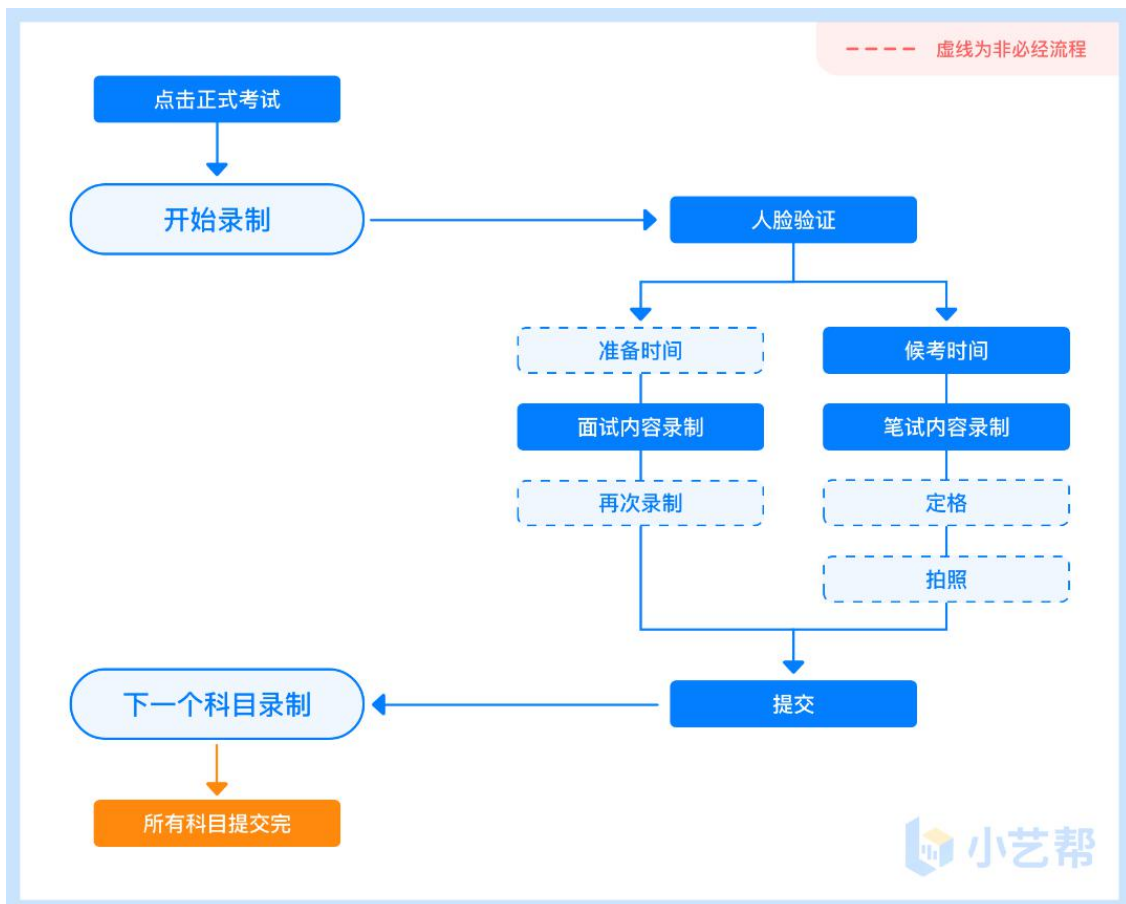 虚线为非必经流程
点击正式考试
开始录制
人脸验证
准备时间
候考时间
面试内容录制
笔试内容录制
再次录制
定格
拍照
提交
下一个科目录制
所有科目提交完
小艺帮